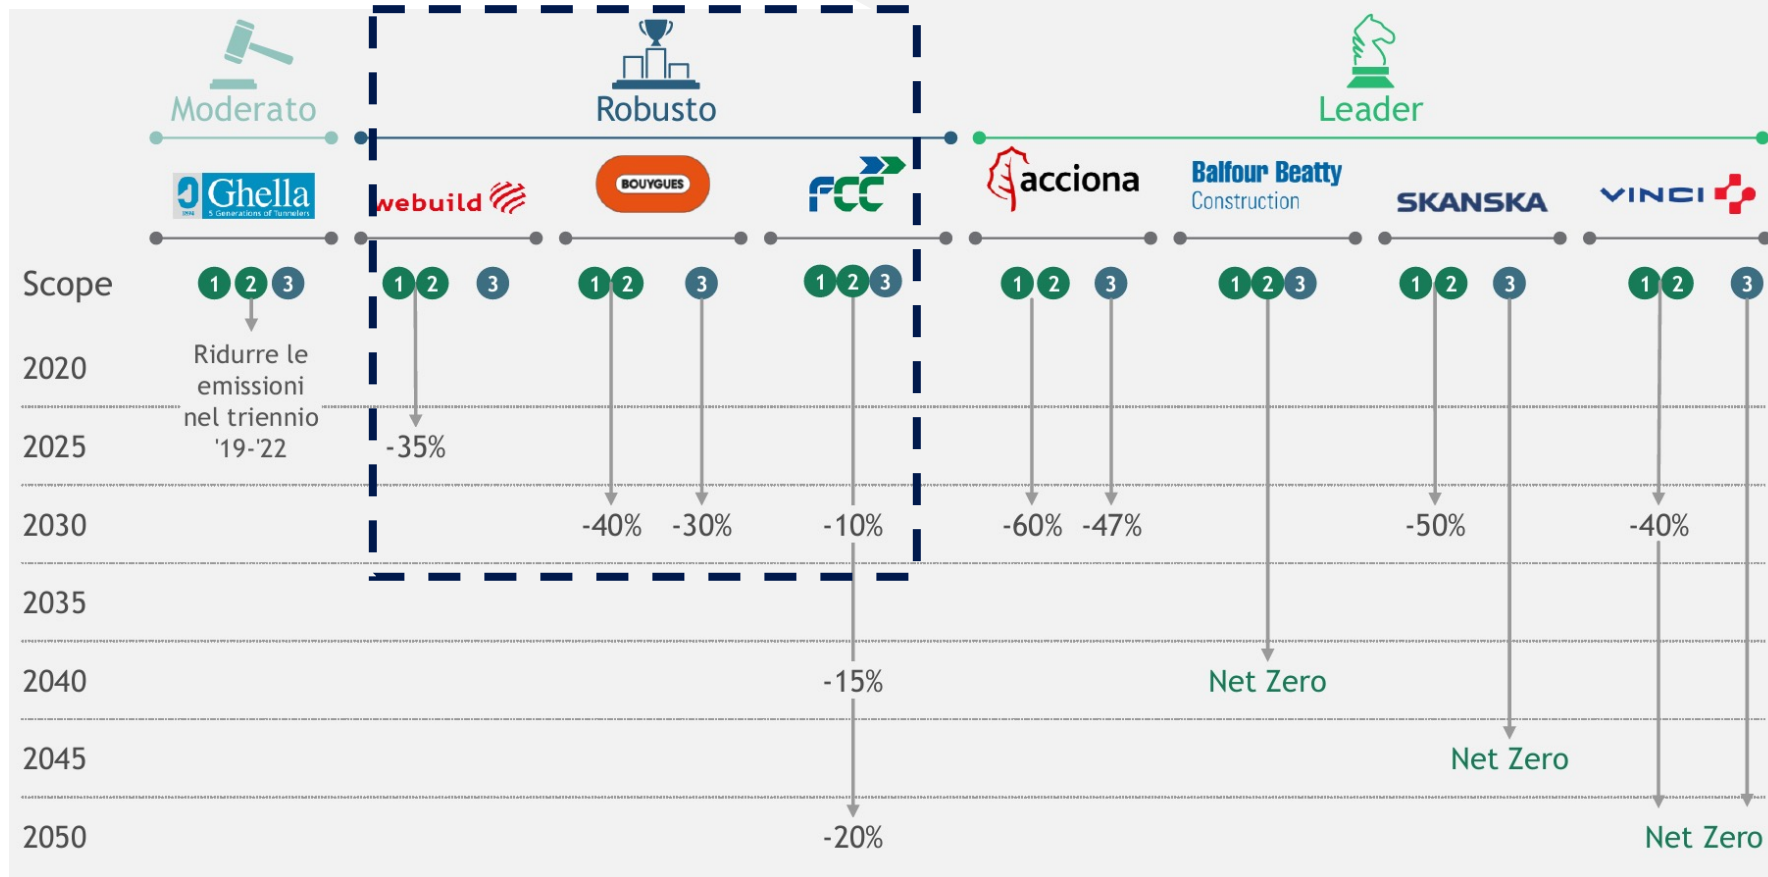 Moderato
Robusto
Leader
Ghella
5 Generations of Tunnelers
webuild
BOUYGUES
FCC
acciona
Balfour Beatty
Construction
SKANSKA
VINCI
Scope 1 2 3 1 2 3 1 2 3 1 2 3 1 2 3 1 2 3 1 2 3 1 2 3
Ridurre le
2020
emissioni
nel triennio
2025 '19-'22 -35%
2030 -40% -30% -10% -60% -47% -50% -40%
2035
2040 -15% Net Zero
2045 Net Zero
2050 -20% Net Zero